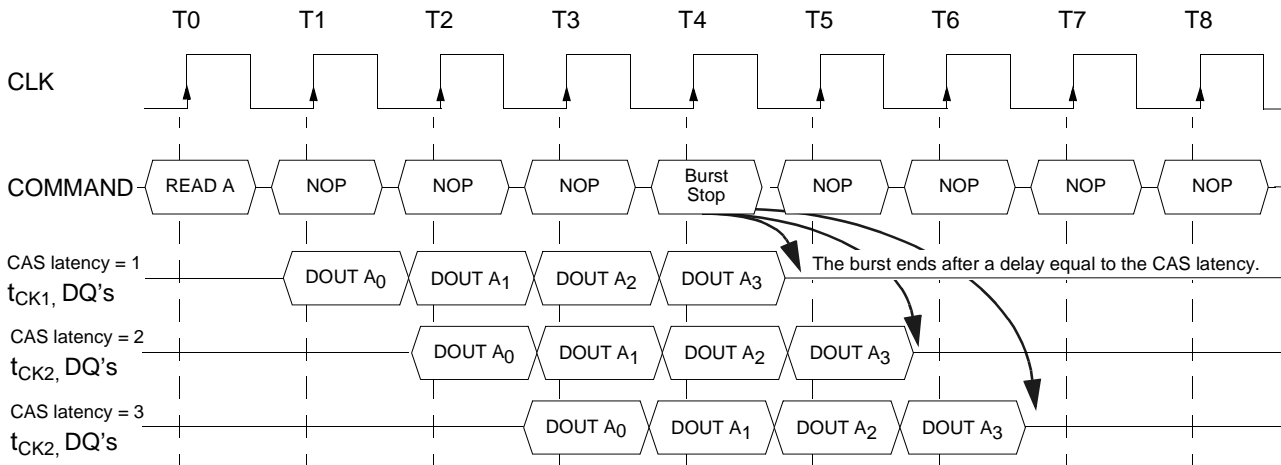 T0 T1 T2 T3 T4 T5 T6 T7 T8
CLK
COMMAND READ A NOP NOP NOP Burst Stop NOP NOP NOP NOP
CAS latency = 1
tCK1, DQ's DOUT A0 DOUT A1 DOUT A2 DOUT A3 The burst ends after a delay equal to the CAS latency.
CAS latency = 2
tCK2, DQ's DOUT A0 DOUT A1 DOUT A2 DOUT A3
CAS latency = 3
tCK2, DQ's DOUT A0 DOUT A1 DOUT A2 DOUT A3